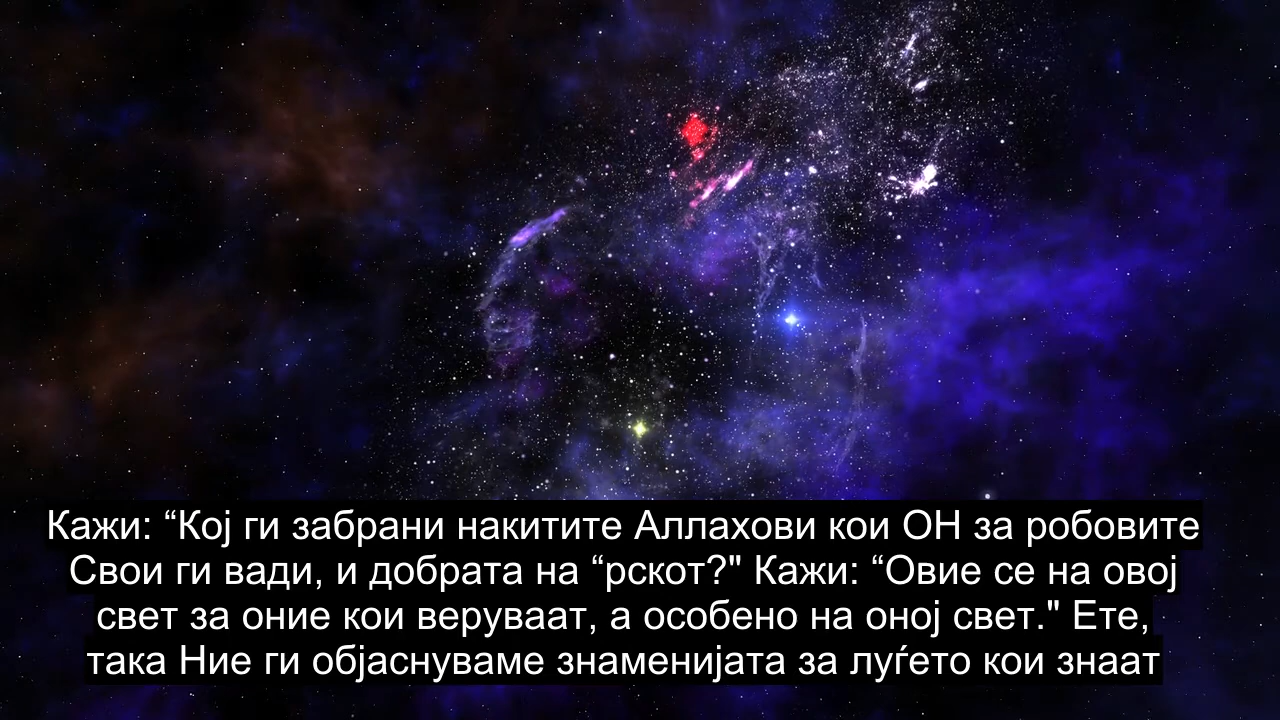 Кажи: “Кој ги забрани накитите Аллахови кои ОН за робовите
Свои ги вади, и добрата на “рскот?" Кажи: “Овие се на овој
свет за оние кои веруваат, а особено на оној свет." Ете,
така Ние ги објаснуваме знаменијата за луѓето кои знаат